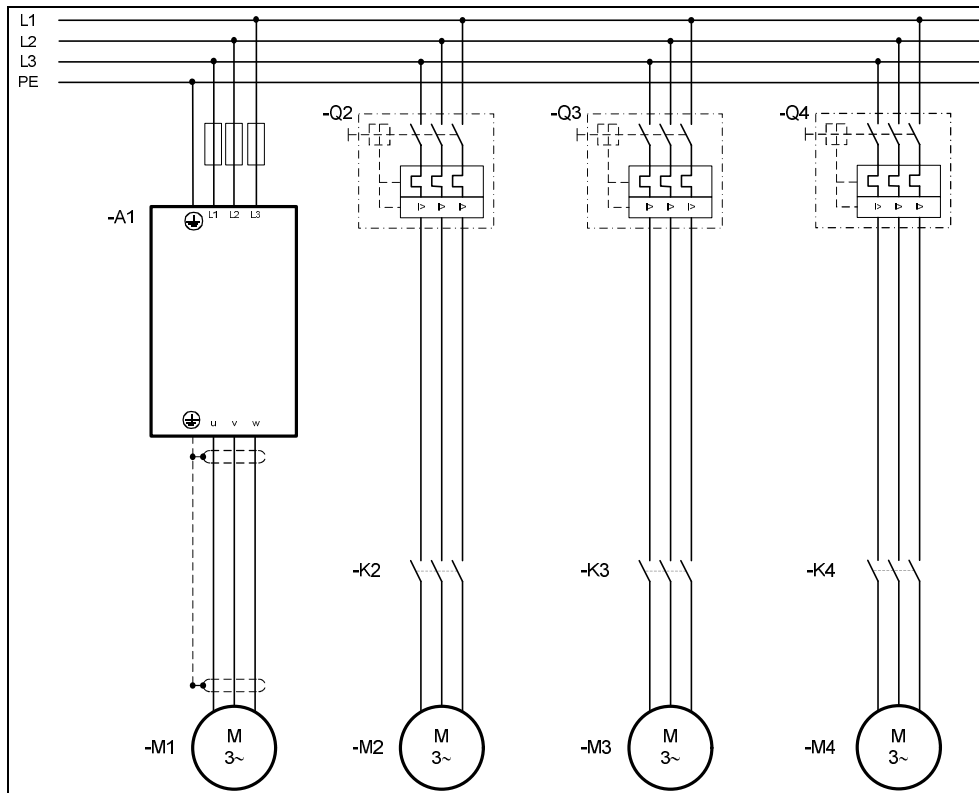 L1
L2
L3
PE
-Q2
-Q3
-Q4
-A1
L1 L2 L3
I> I> I>
I> I> I>
I> I> I>
u v w
-K2
-K3
-K4
-M1
M
3~
-M2
M
3~
-M3
M
3~
-M4
M
3~